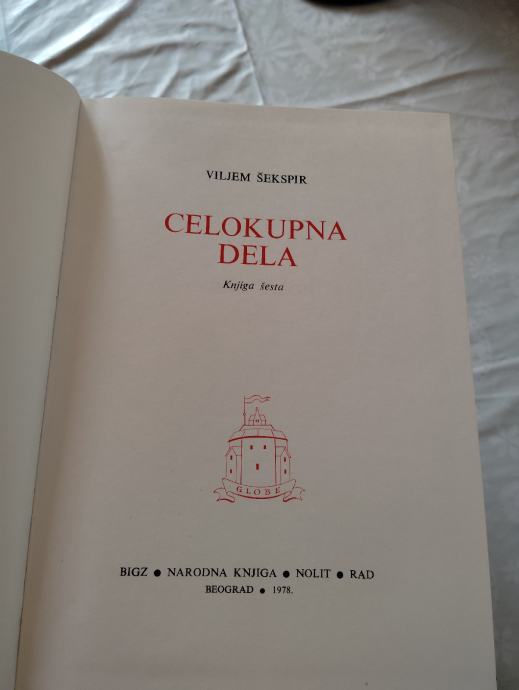 VILJEM ŠEKSPIR
CELOKUPNA
DELA
Knjiga šesta
GLOBE
BIGZ ● NARODNA KNJIGA ● NOLIT ● RAD
BEOGRAD ● 1978.